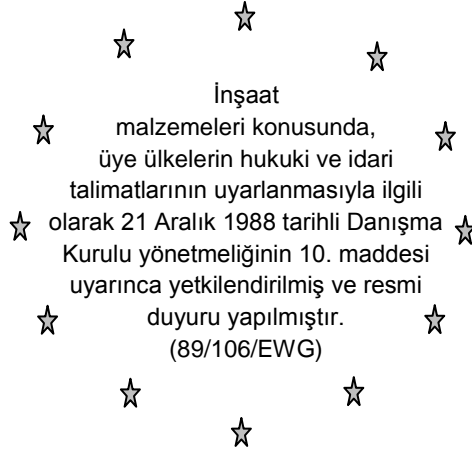 İnşaat
malzemeleri konusunda,
üye ülkelerin hukuki ve idari
talimatlarının uyarlanmasıyla ilgili
olarak 21 Aralık 1988 tarihli Danışma
Kurulu yönetmeliğinin 10. maddesi
uyarınca yetkilendirilmiş ve resmi
duyuru yapılmıştır.
(89/106/EWG)